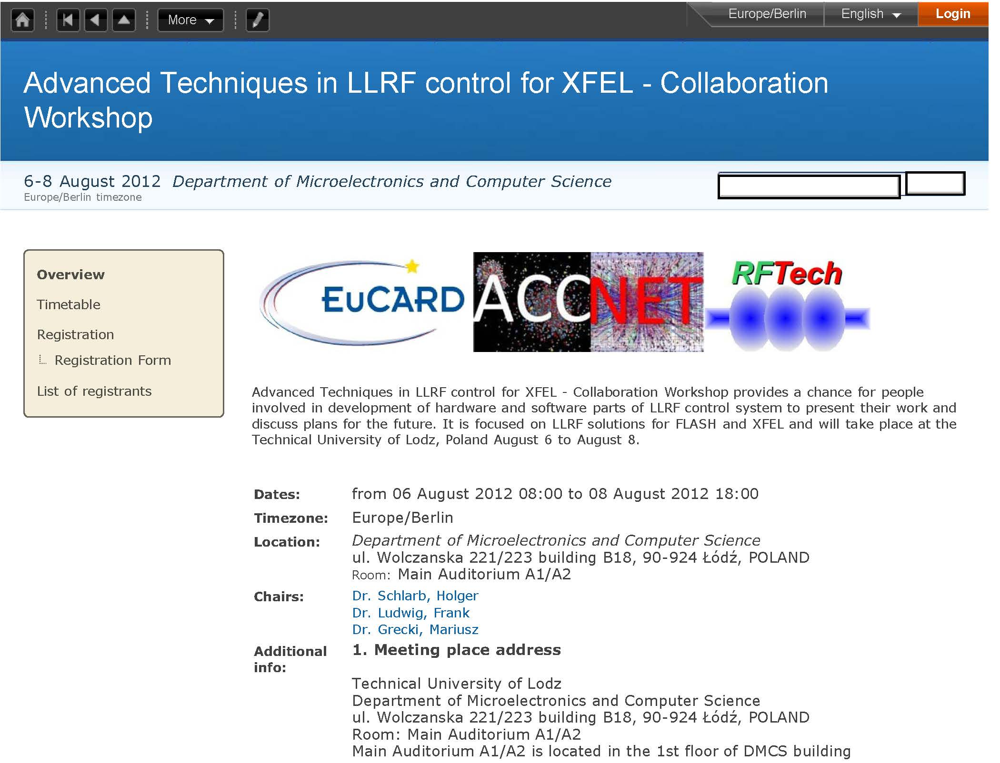 More
Europe/Berlin
English
Login
Advanced Techniques in LLRF control for XFEL - Collaboration
Workshop
6-8 August 2012 Department of Microelectronics and Computer Science
Europe/Berlin timezone
Overview
Timetable
Registration
Registration Form
List of registrants
EuCARD
ACCNET
RFTech
Advanced Techniques in LLRF control for XFEL - Collaboration Workshop provides a chance for people
involved in development of hardware and software parts of LLRF control system to present their work and
discuss plans for the future. It is focused on LLRF solutions for FLASH and XFEL and will take place at the
Technical University of Lodz, Poland August 6 to August 8.
Dates: from 06 August 2012 08:00 to 08 August 2012 18:00
Timezone: Europe/Berlin
Location: Department of Microelectronics and Computer Science
ul. Wolczanska 221/223 building B18, 90-924 Łódź, POLAND
Room: Main Auditorium A1/A2
Chairs: Dr. Schlarb, Holger
Dr. Ludwig, Frank
Dr. Grecki, Mariusz
Additional info: 1. Meeting place address
Technical University of Lodz
Department of Microelectronics and Computer Science
ul. Wolczanska 221/223 building B18, 90-924 Łódź, POLAND
Room: Main Auditorium A1/A2
Main Auditorium A1/A2 is located in the 1st floor of DMCS building